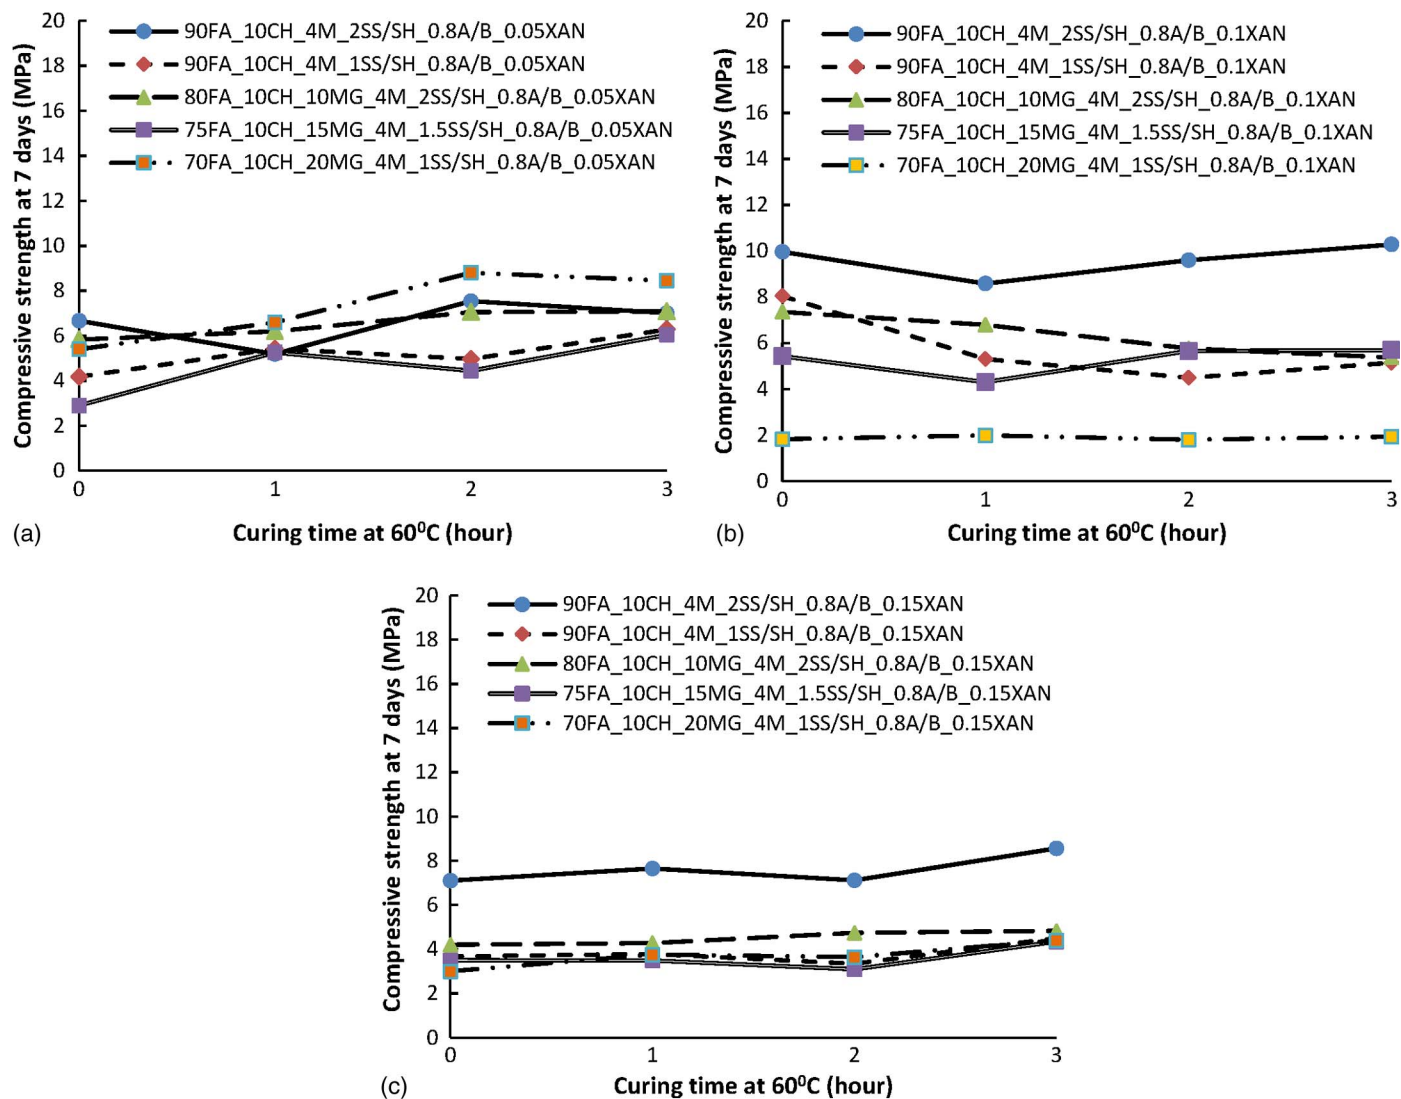 Compressive strength at 7 days (MPa)
20
18
16
14
12
10
8
6
4
2
0
90FA_10CH_4M_2SS/SH_0.8A/B_0.05XAN
90FA_10CH_4M_1SS/SH_0.8A/B_0.05XAN
80FA_10CH_10MG_4M_2SS/SH_0.8A/B_0.05XAN
75FA_10CH_15MG_4M_1.5SS/SH_0.8A/B_0.05XAN
70FA_10CH_20MG_4M_1SS/SH_0.8A/B_0.05XAN
0 1 2 3
Curing time at 60⁰C (hour)
(a)
Compressive strength at 7 days (MPa)
20
18
16
14
12
10
8
6
4
2
0
90FA_10CH_4M_2SS/SH_0.8A/B_0.1XAN
90FA_10CH_4M_1SS/SH_0.8A/B_0.1XAN
80FA_10CH_10MG_4M_2SS/SH_0.8A/B_0.1XAN
75FA_10CH_15MG_4M_1.5SS/SH_0.8A/B_0.1XAN
70FA_10CH_20MG_4M_1SS/SH_0.8A/B_0.1XAN
0 1 2 3
Curing time at 60⁰C (hour)
(b)
Compressive strength at 7 days (MPa)
20
18
16
14
12
10
8
6
4
2
0
90FA_10CH_4M_2SS/SH_0.8A/B_0.15XAN
90FA_10CH_4M_1SS/SH_0.8A/B_0.15XAN
80FA_10CH_10MG_4M_2SS/SH_0.8A/B_0.15XAN
75FA_10CH_15MG_4M_1.5SS/SH_0.8A/B_0.15XAN
70FA_10CH_20MG_4M_1SS/SH_0.8A/B_0.15XAN
0 1 2 3
Curing time at 60⁰C (hour)
(c)